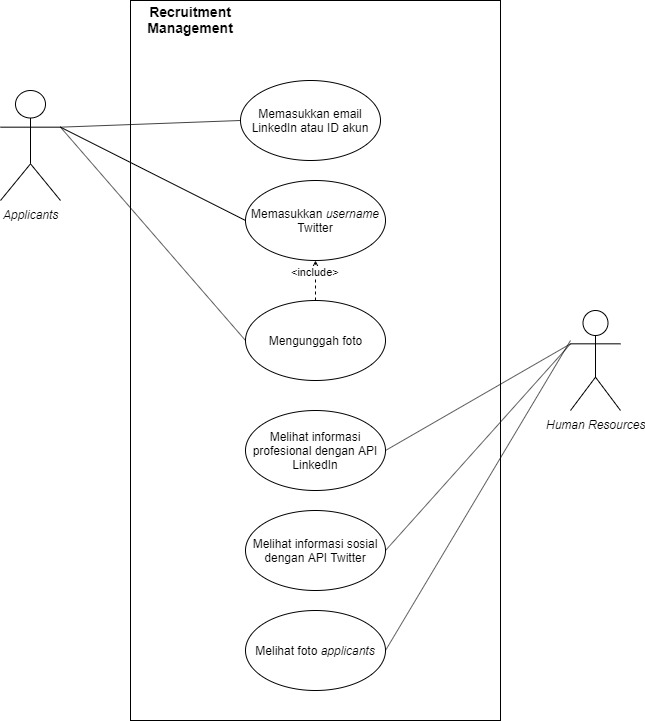 Recruitment
Management
Memasukkan email
LinkedIn atau ID akun
Applicants
Memasukkan username
Twitter
<include>
Mengunggah foto
Human Resources
Melihat informasi
profesional dengan API
LinkedIn
Melihat informasi sosial
dengan API Twitter
Melihat foto applicants